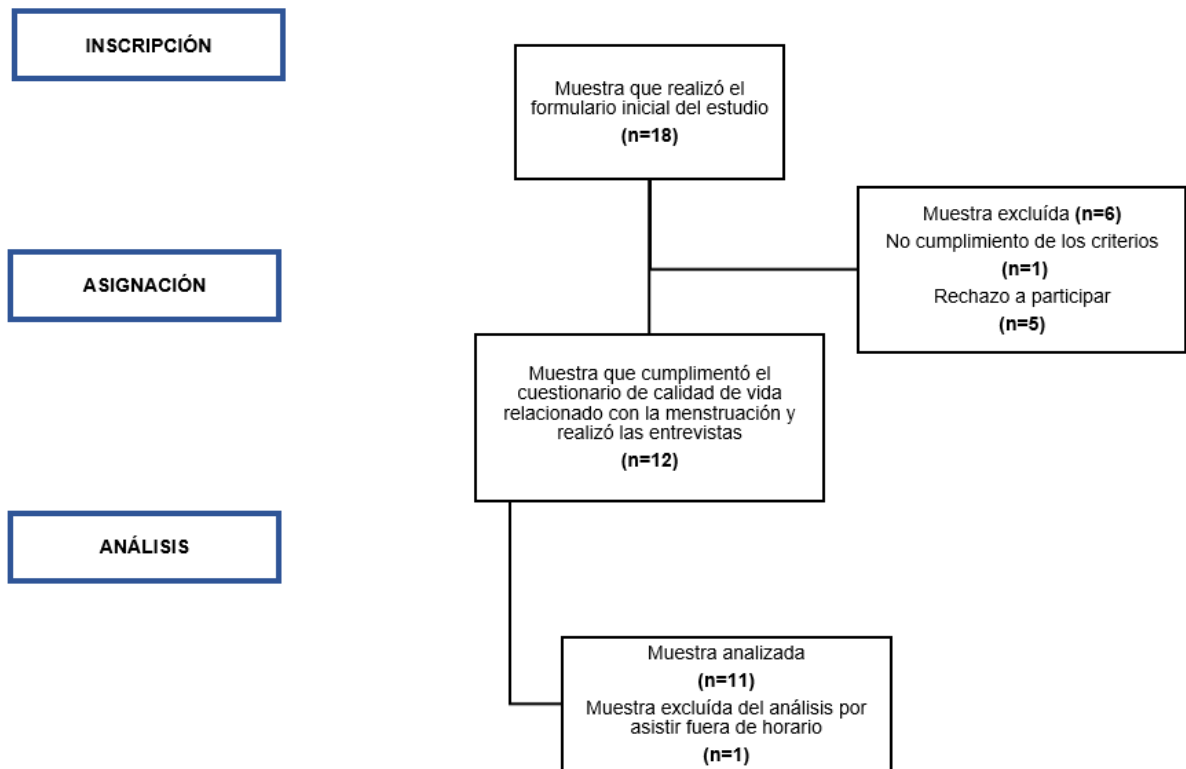 INSCRIPCIÓN
Muestra que realizó el
formulario inicial del estudio
(n=18)
Muestra excluída (n=6)
No cumplimiento de los criterios
(n=1)
Rechazo a participar
(n=5)
ASIGNACIÓN
Muestra que cumplimentó el
cuestionario de calidad de vida
relacionado con la menstruación y
realizó las entrevistas
(n=12)
ANÁLISIS
Muestra analizada
(n=11)
Muestra excluída del análisis por
asistir fuera de horario
(n=1)